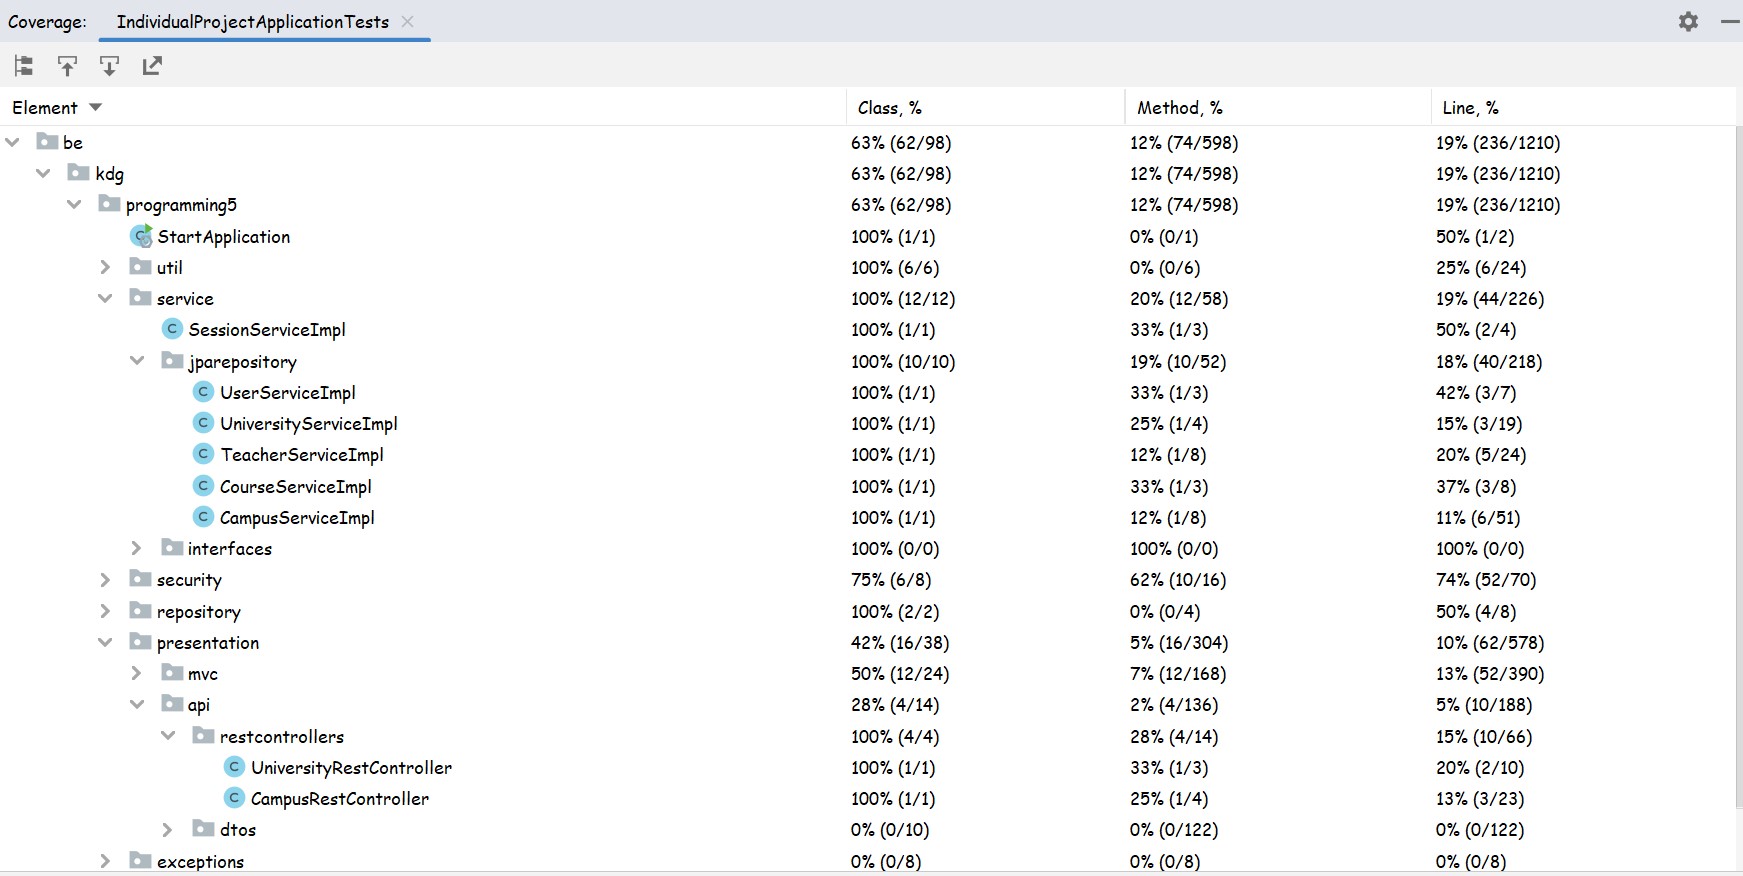 Coverage: IndividualProjectApplicationTests
Element Class, % Method, % Line, %
be 63% (62/98) 12% (74/598) 19% (236/1210)
kdg 63% (62/98) 12% (74/598) 19% (236/1210)
programming5 63% (62/98) 12% (74/598) 19% (236/1210)
StartApplication 100% (1/1) 0% (0/1) 50% (1/2)
util 100% (6/6) 0% (0/6) 25% (6/24)
service 100% (12/12) 20% (12/58) 19% (44/226)
SessionServiceImpl 100% (1/1) 33% (1/3) 50% (2/4)
jparepository 100% (10/10) 19% (10/52) 18% (40/218)
UserServiceImpl 100% (1/1) 33% (1/3) 42% (3/7)
UniversityServiceImpl 100% (1/1) 25% (1/4) 15% (3/19)
TeacherServiceImpl 100% (1/1) 12% (1/8) 20% (5/24)
CourseServiceImpl 100% (1/1) 33% (1/3) 37% (3/8)
CampusServiceImpl 100% (1/1) 12% (1/8) 11% (6/51)
interfaces 100% (0/0) 100% (0/0) 100% (0/0)
security 75% (6/8) 62% (10/16) 74% (52/70)
repository 100% (2/2) 0% (0/4) 50% (4/8)
presentation 42% (16/38) 5% (16/304) 10% (62/578)
mvc 50% (12/24) 7% (12/168) 13% (52/390)
api 28% (4/14) 2% (4/136) 5% (10/188)
restcontrollers 100% (4/4) 28% (4/14) 15% (10/66)
UniversityRestController 100% (1/1) 33% (1/3) 20% (2/10)
CampusRestController 100% (1/1) 25% (1/4) 13% (3/23)
dtos 0% (0/10) 0% (0/122) 0% (0/122)
exceptions 0% (0/8) 0% (0/8) 0% (0/8)